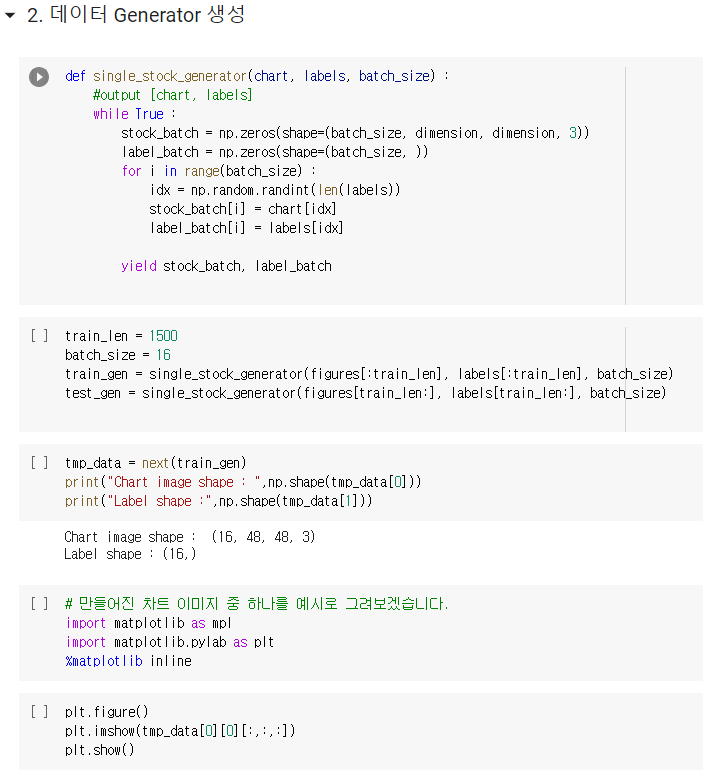 2. 데이터 Generator 생성
def single_stock_generator(chart, labels, batch_size) :
#output [chart, labels]
while True :
stock_batch = np.zeros(shape=(batch_size, dimension, dimension, 3))
label_batch = np.zeros(shape=(batch_size, ))
for i in range(batch_size) :
idx = np.random.randint(len(labels))
stock_batch[i] = chart[idx]
label_batch[i] = labels[idx]
yield stock_batch, label_batch
[ ] train_len = 1500
batch_size = 16
train_gen = single_stock_generator(figures[:train_len], labels[:train_len], batch_size)
test_gen = single_stock_generator(figures[train_len:], labels[train_len:], batch_size)
[ ] tmp_data = next(train_gen)
print("Chart image shape : ",np.shape(tmp_data[0]))
print("Label shape :",np.shape(tmp_data[1]))
Chart image shape :  (16, 48, 48, 3)
Label shape : (16,)
[ ] # 만들어진 차트 이미지 중 하나를 예시로 그려보겠습니다.
import matplotlib as mpl
import matplotlib.pylab as plt
%matplotlib inline
[ ] plt.figure()
plt.imshow(tmp_data[0][0][:,:,:])
plt.show()